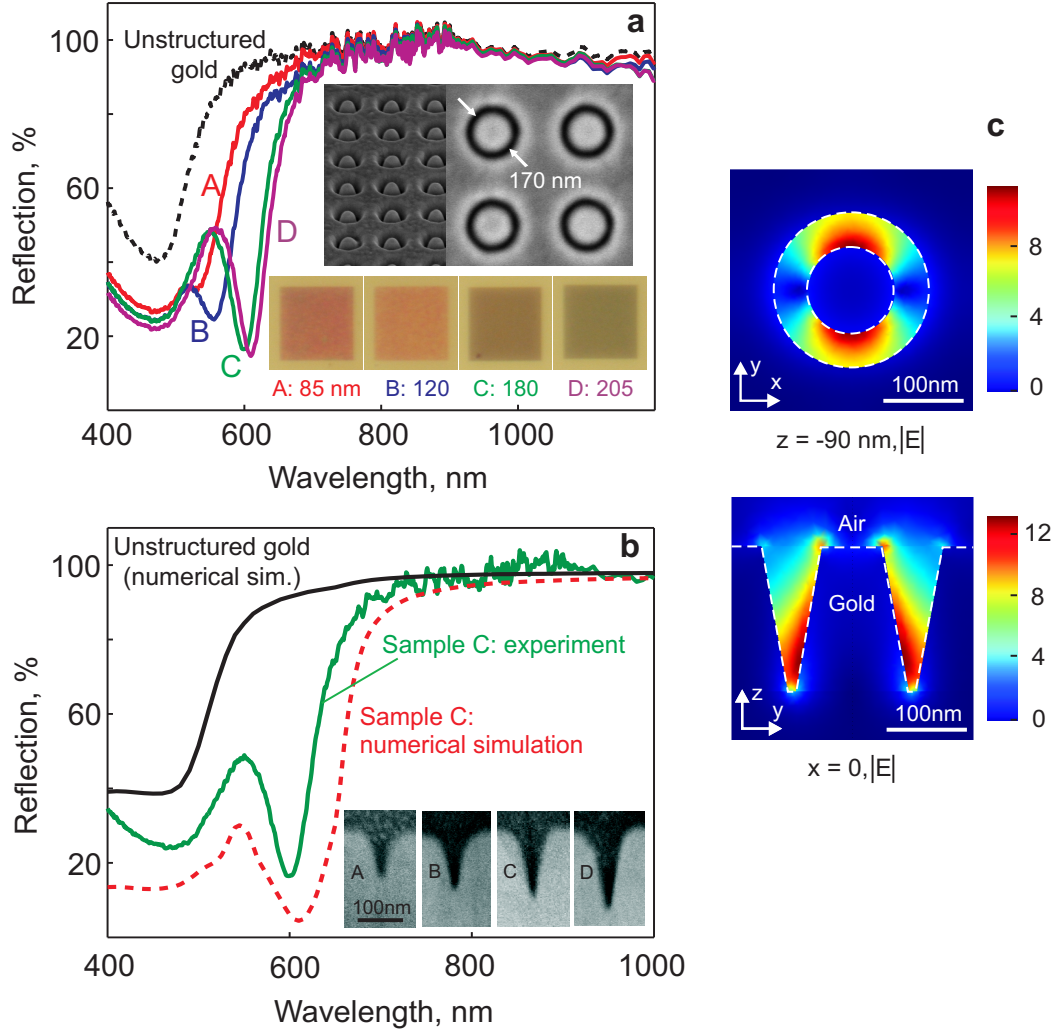 a
100
60
20
Reflection, %
Unstructured
gold
A
B
C
D
170 nm
A: 85 nm
B: 120
C: 180
D: 205
400
600
800
1000
Wavelength, nm
b
100
60
20
Reflection, %
Unstructured gold
(numerical sim.)
Sample C: experiment
Sample C:
numerical simulation
A
B
C
D
100nm
400
600
800
1000
Wavelength, nm
c
y
x
100nm
8
4
0
z = -90 nm,|E|
Air
Gold
z
y
100nm
12
8
4
0
x = 0,|E|